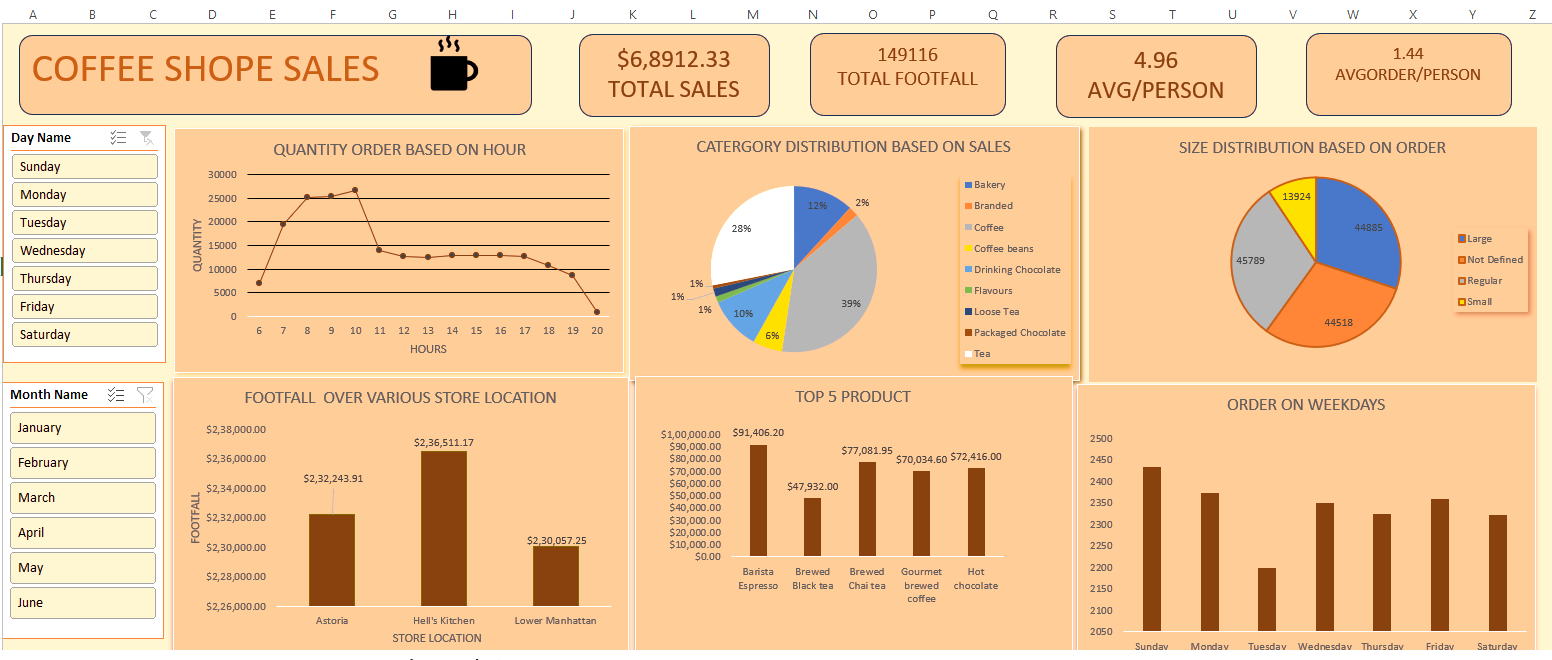 A B C D E F G H I J K L M N O P Q R S T U V W X Y Z
COFFEE SHOPE SALES
$6,8912.33
TOTAL SALES
149116
TOTAL FOOTFALL
4.96
AVG/PERSON
1.44
AVGORDER/PERSON
Day Name
Sunday
Monday
Tuesday
Wednesday
Thursday
Friday
Saturday
Month Name
January
February
March
April
May
June
QUANTITY ORDER BASED ON HOUR
QUANTITY
30000
25000
20000
15000
10000
5000
0
6 7 8 9 10 11 12 13 14 15 16 17 18 19 20
HOURS
CATERGORY DISTRIBUTION BASED ON SALES
12%
2%
39%
6%
10%
1%
1%
1%
28%
Bakery
Branded
Coffee
Coffee beans
Drinking Chocolate
Flavours
Loose Tea
Packaged Chocolate
Tea
SIZE DISTRIBUTION BASED ON ORDER
13924
44885
45789
44518
Large
Not Defined
Regular
Small
FOOTFALL OVER VARIOUS STORE LOCATION
FOOTFALL
$2,38,000.00
$2,36,000.00
$2,34,000.00
$2,32,000.00
$2,30,000.00
$2,28,000.00
$2,26,000.00
$2,32,243.91
$2,36,511.17
$2,30,057.25
Astoria Hell's Kitchen Lower Manhattan
STORE LOCATION
TOP 5 PRODUCT
$1,00,000.00
$90,000.00
$80,000.00
$70,000.00
$60,000.00
$50,000.00
$40,000.00
$30,000.00
$20,000.00
$10,000.00
$0.00
$91,406.20
$47,932.00
$77,081.95
$70,034.60
$72,416.00
Barista Espresso
Brewed Black tea
Brewed Chai tea
Gourmet brewed coffee
Hot chocolate
ORDER ON WEEKDAYS
2500
2450
2400
2350
2300
2250
2200
2150
2100
2050
Sunday Monday Tuesday Wednesday Thursday Friday Saturday